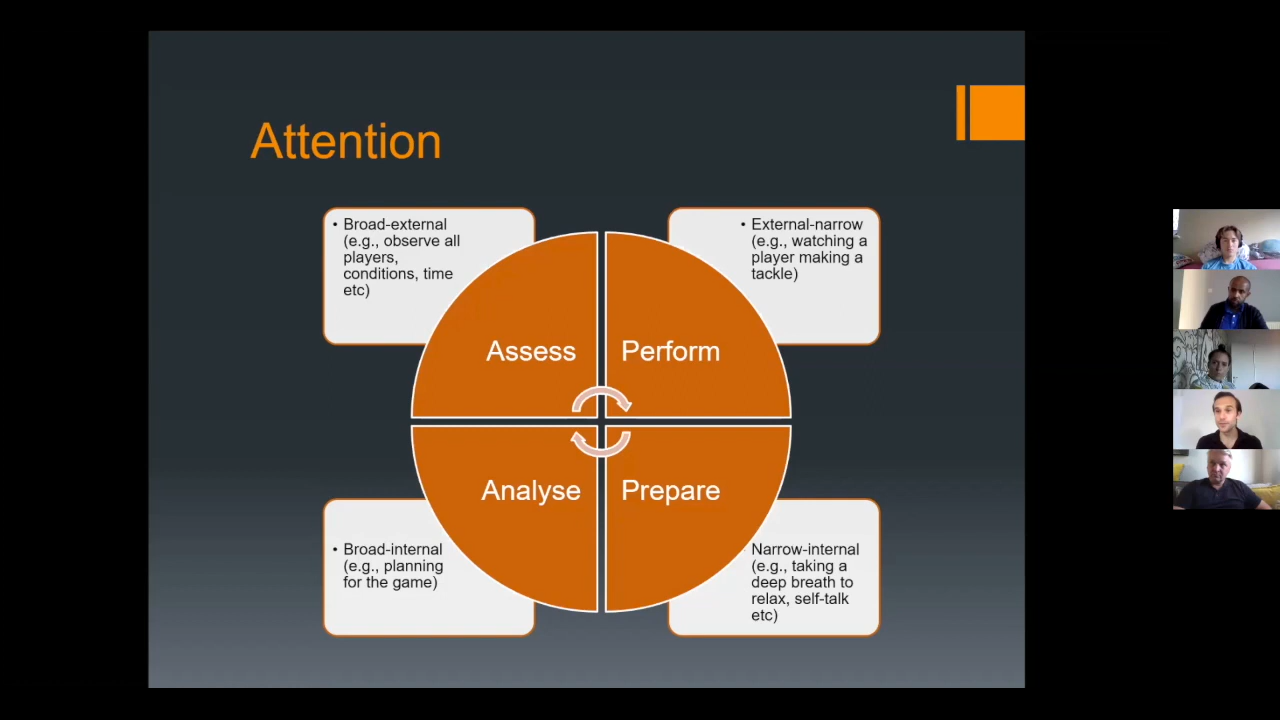 Attention
• Broad-external
(e.g., observe all
players,
conditions, time
etc)
• External-narrow
(e.g., watching a
player making a
tackle)
Assess
Perform
Analyse
Prepare
• Broad-internal
(e.g., planning
for the game)
Narrow-internal
(e.g., taking a
deep breath to
relax, self-talk
etc)